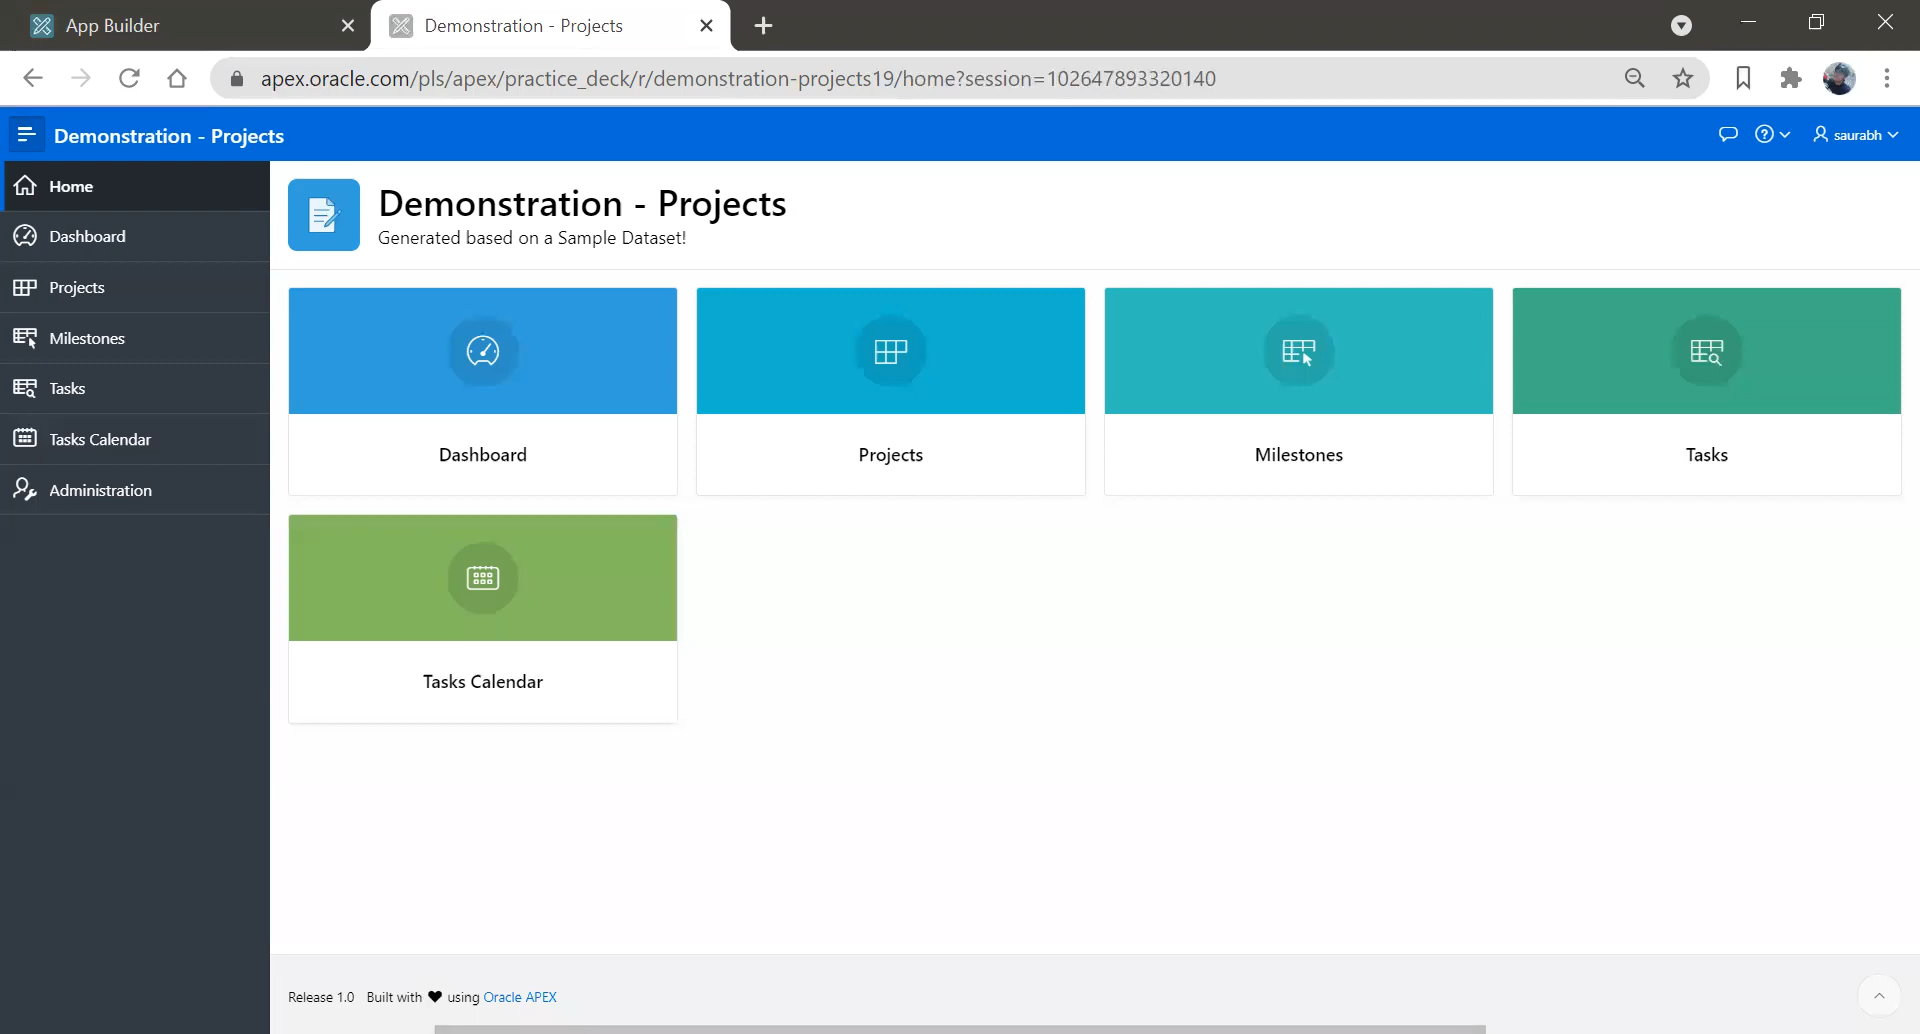 App Builder
Demonstration - Projects
apex.oracle.com/pls/apex/practice_deck/r/demonstration-projects19/home?session=102647893320140
Demonstration - Projects
saurabh
Home
Dashboard
Projects
Milestones
Tasks
Tasks Calendar
Administration
Demonstration - Projects
Generated based on a Sample Dataset!
Dashboard
Projects
Milestones
Tasks
Tasks Calendar
Release 1.0 Built with ♥ using Oracle APEX